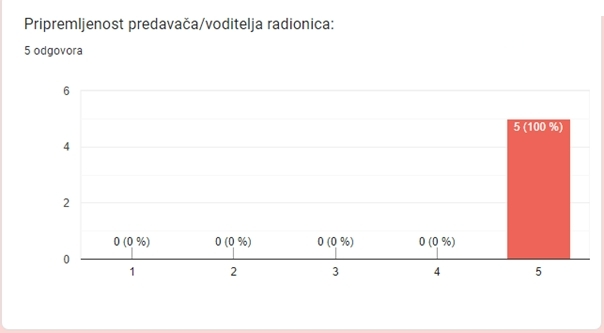 Pripremljenost predavača/voditelja radionica:
5 odgovora
6
4
2
0
0 (0 %) 0 (0 %) 0 (0 %) 0 (0 %) 5 (100 %)
1 2 3 4 5